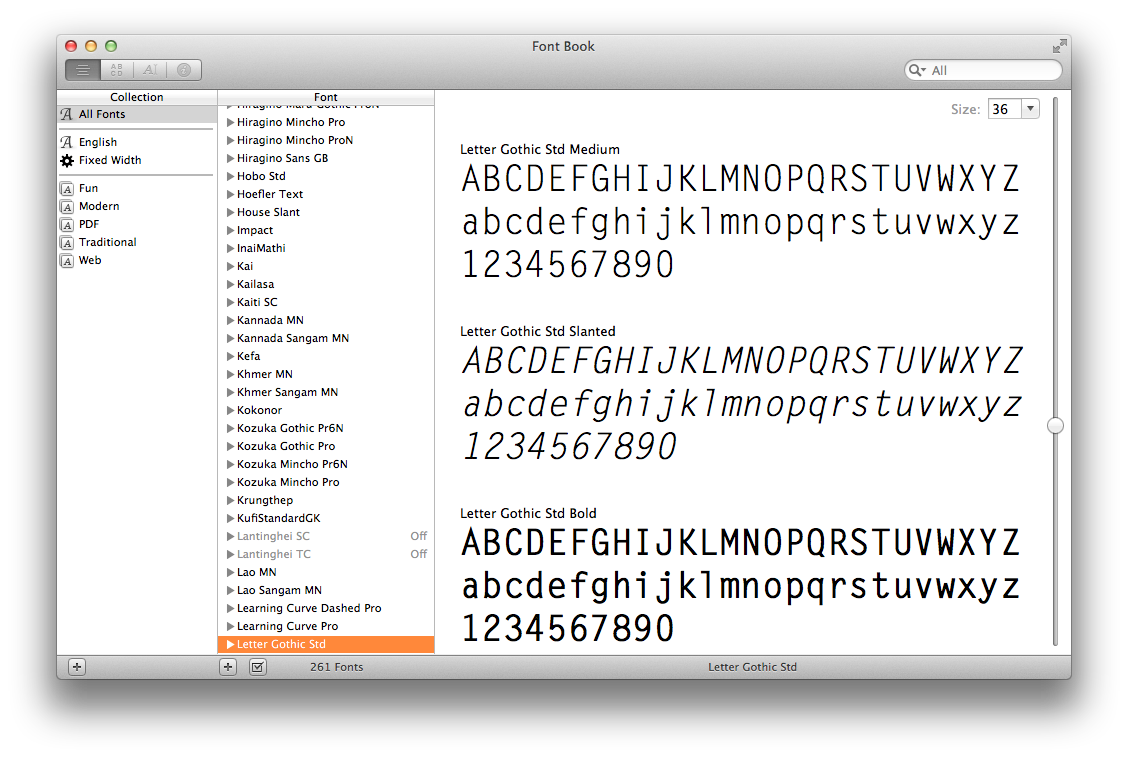 Font Book
All
Collection
Font
All Fonts
English
Fixed Width
Fun
Modern
PDF
Traditional
Web
Hiragino Maru Gothic ProN
Hiragino Mincho Pro
Hiragino Mincho ProN
Hiragino Sans GB
Hobo Std
Hoefler Text
House Slant
Impact
InaiMathi
Kai
Kailasa
Kaiti SC
Kannada MN
Kannada Sangam MN
Kefa
Khmer MN
Khmer Sangam MN
Kokonor
Kozuka Gothic Pr6N
Kozuka Gothic Pro
Kozuka Mincho Pr6N
Kozuka Mincho Pro
Krungthep
KufiStandardGK
Lantinghei SC Off
Lantinghei TC Off
Lao MN
Lao Sangam MN
Learning Curve Dashed Pro
Learning Curve Pro
Letter Gothic Std
Size: 36
Letter Gothic Std Medium
ABCDEFGHIJKLMNOPQRSTUVWXYZ
abcdefghijklmnopqrstuvwxyz
1234567890
Letter Gothic Std Slanted
ABCDEFGHIJKLMNOPQRSTUVWXYZ
abcdefghijklmnopqrstuvwxyz
1234567890
Letter Gothic Std Bold
ABCDEFGHIJKLMNOPQRSTUVWXYZ
abcdefghijklmnopqrstuvwxyz
1234567890
261 Fonts
Letter Gothic Std